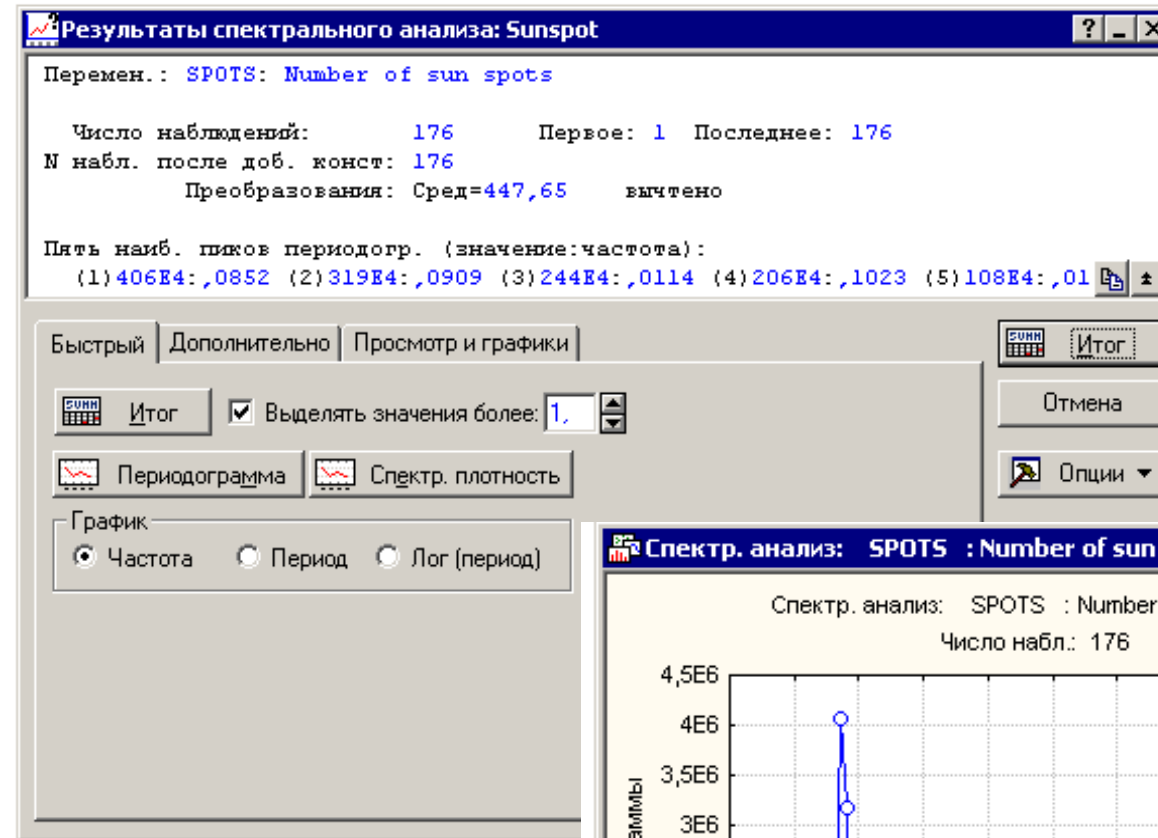 Результаты спектрального анализа: Sunspot
Перемен.: SPOTS: Number of sun spots
Число наблюдений: 176 Первое: 1 Последнее: 176
N набл. после доб. конст: 176
Преобразования: Сред=447,65 вычтено
Пять наиб. пиков периодогр. (значение:частота):
(1)406E4:,0852 (2)319E4:,0909 (3)244E4:,0114 (4)206E4:,1023 (5)108E4:,01
Быстрый Дополнительно Просмотр и графики
SUMM Итог
Отмена
Опции
SUMM Итог Выделять значения более: 1,
Периодограмма Спектр. плотность
График
Частота Период Лог (период)
Спектр. анализ: SPOTS : Number of sun
Спектр. анализ: SPOTS : Number
Число набл.: 176
4,5E6
4E6
3,5E6
3E6
аммы